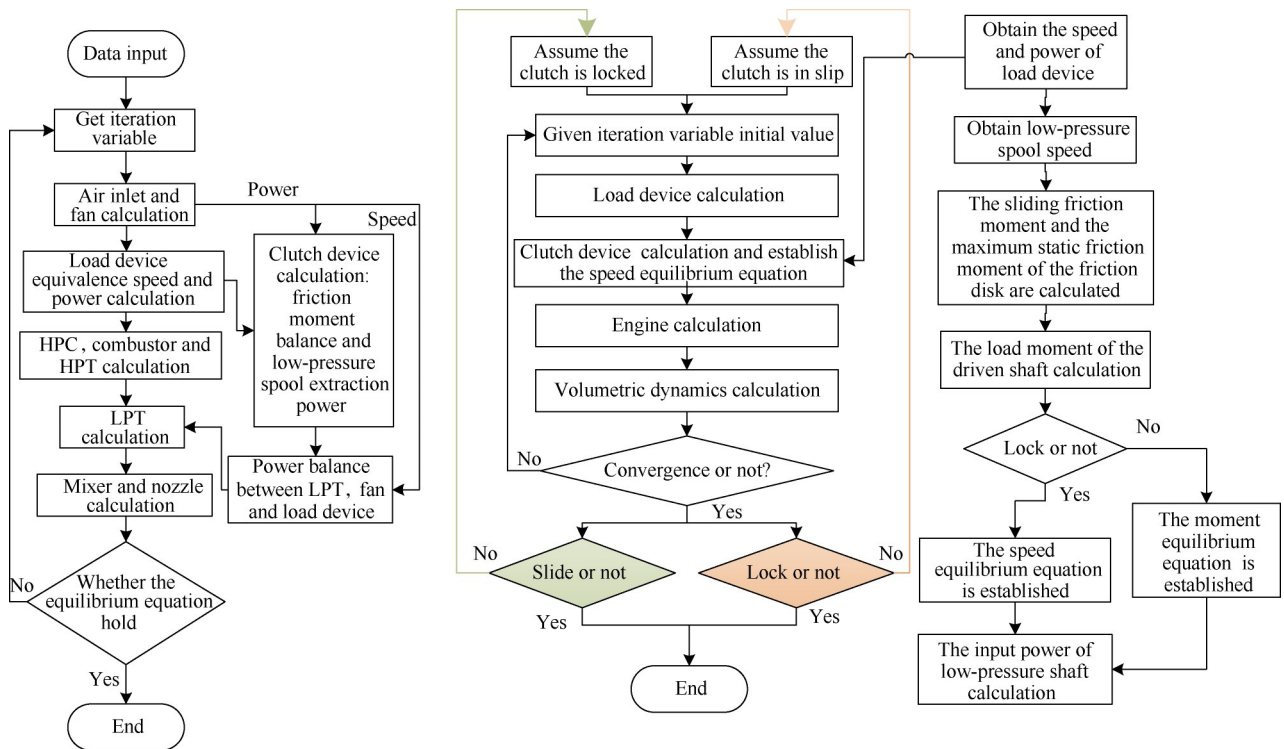 Data input
Get iteration
variable
Air inlet and
fan calculation
Power
Speed
Load device
equivalence speed and
power calculation
Clutch device
calculation:
friction
moment
balance and
low-pressure
spool extraction
power
HPC, combustor and
HPT calculation
LPT
calculation
Power balance
between LPT, fan
and load device
Mixer and nozzle
calculation
Whether the
equilibrium equation
hold
No
Yes
End
Assume the
clutch is locked
Assume the
clutch is in slip
Given iteration variable initial value
Load device calculation
Clutch device calculation and establish
the speed equilibrium equation
Engine calculation
Volumetric dynamics calculation
Convergence or not?
No
Yes
No
Slide or not
Lock or not
No
Yes
Yes
End
Obtain the speed
and power of
load device
Obtain low-pressure
spool speed
The sliding friction
moment and the
maximum static friction
moment of the friction
disk are calculated
The load moment of the
driven shaft calculation
Lock or not
No
Yes
The speed
equilibrium equation
is established
The moment
equilibrium
equation is
established
The input power of
low-pressure shaft
calculation